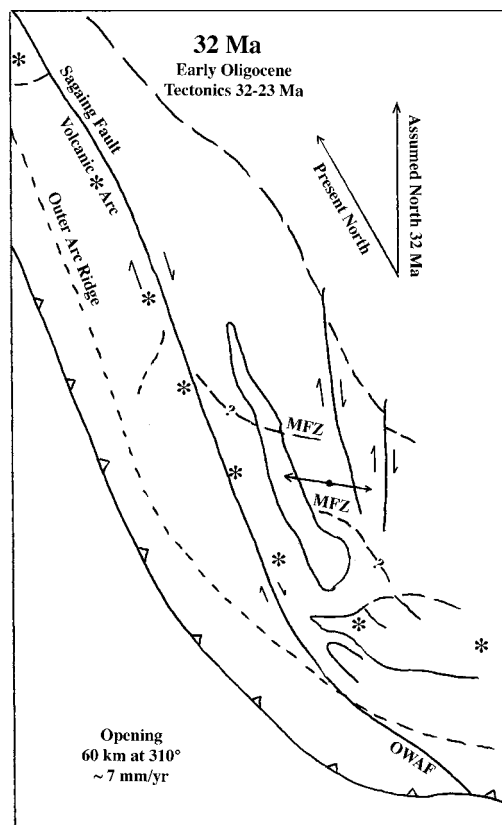 32 Ma
Early Oligocene
Tectonics 32-23 Ma
Sagaing Fault
Volcanic * Arc
Outer Arc Ridge
Present North
Assumed North 32 Ma
?
MFZ
MFZ
?
OWAF
Opening
60 km at 310°
~ 7 mm/yr